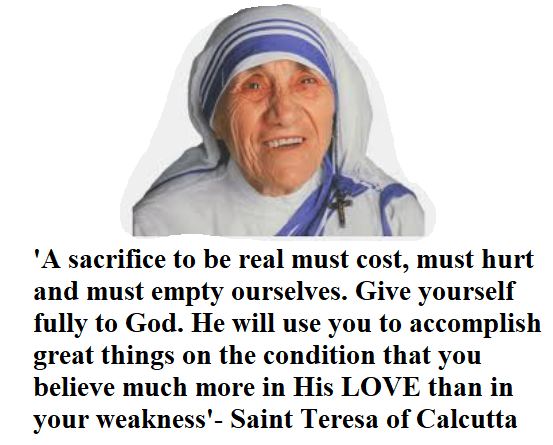 'A sacrifice to be real must cost, must hurt
and must empty ourselves. Give yourself
fully to God. He will use you to accomplish
great things on the condition that you
believe much more in His LOVE than in
your weakness'- Saint Teresa of Calcutta